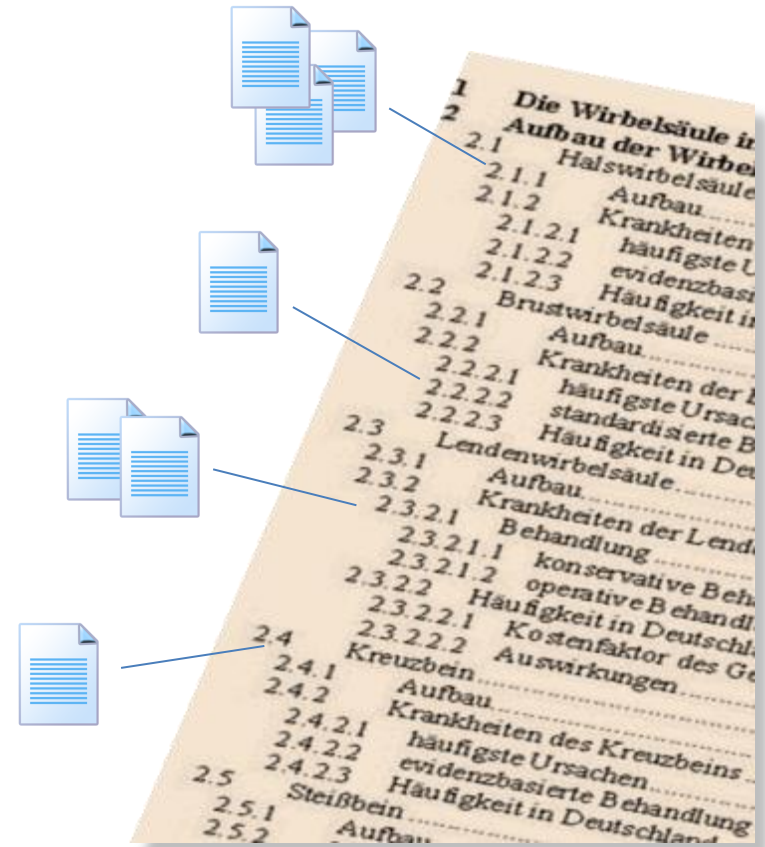 1 Die Wirbelsäule in
2 Aufbau der Wirbel
2.1 Halswirbelsäule
2.1.1 Aufbau
2.1.2 Krankheiten
2.1.2.1 häufigste U
2.1.2.2 evidenzbasi
2.1.2.3 Häufigkeit in
2.2 Brustwirbelsäule
2.2.1 Aufbau
2.2.2 Krankheiten der
2.2.2.1 häufigste Ursac
2.2.2.2 standardisierte B
2.2.2.3 Häufigkeit in Deu
2.3 Lendenwirbelsäule
2.3.1 Aufbau
2.3.2 Krankheiten der Lend
2.3.2.1 Behandlung
2.3.2.1.1 konservative Beh
2.3.2.1.2 operative Behandl
2.3.2.2 Häufigkeit in Deutschl
2.3.2.2.1 Kostenfaktor des Ge
2.3.2.2.2 Auswirkungen
2.4 Kreuzbein
2.4.1 Aufbau
2.4.2 Krankheiten des Kreuzbeins
2.4.2.1 häufigste Ursachen
2.4.2.2 evidenzbasierte Behandlung
2.4.2.3 Häufigkeit in Deutschland
2.5 Steißbein
2.5.1 Aufbau
2.5.2